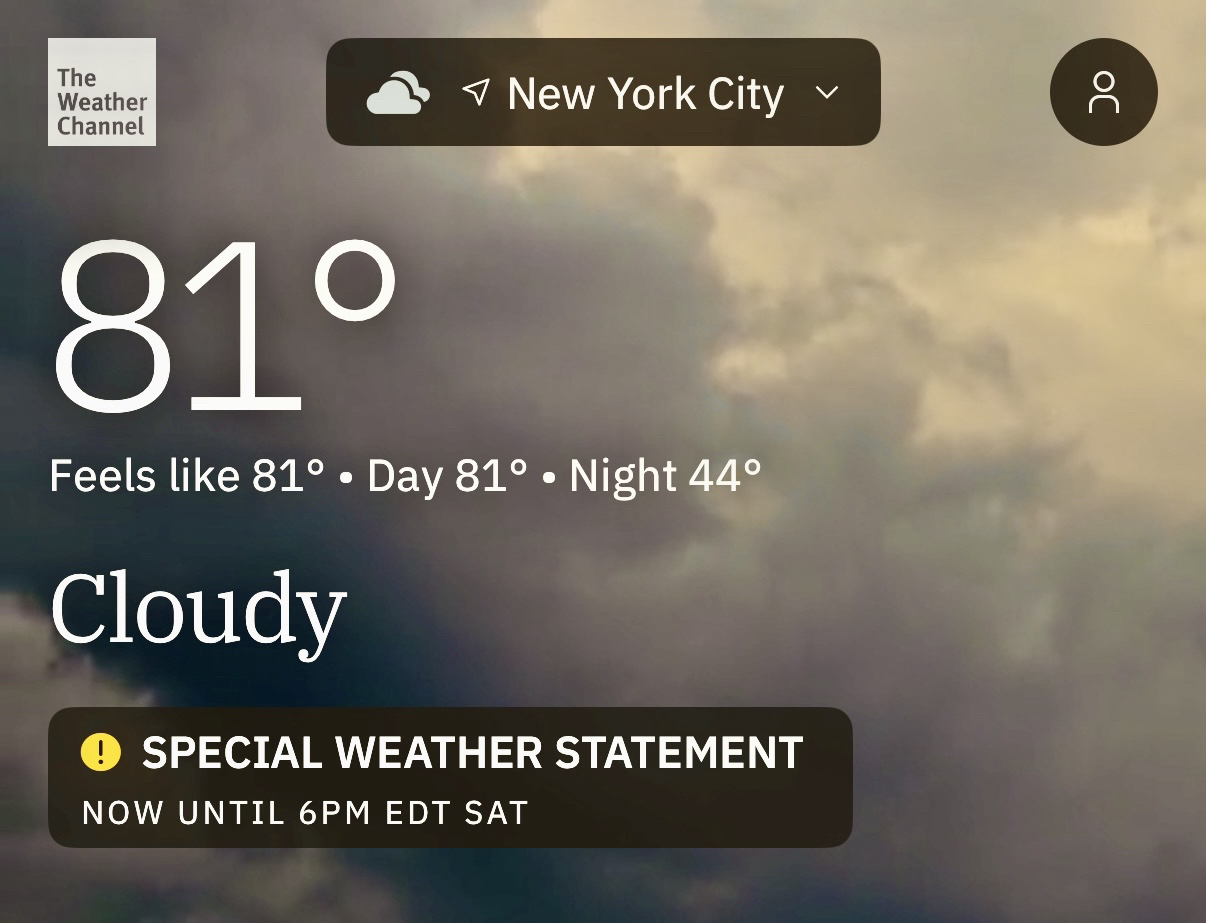 The
Weather
Channel
New York City
81°
Feels like 81° • Day 81° • Night 44°
Cloudy
SPECIAL WEATHER STATEMENT
NOW UNTIL 6PM EDT SAT